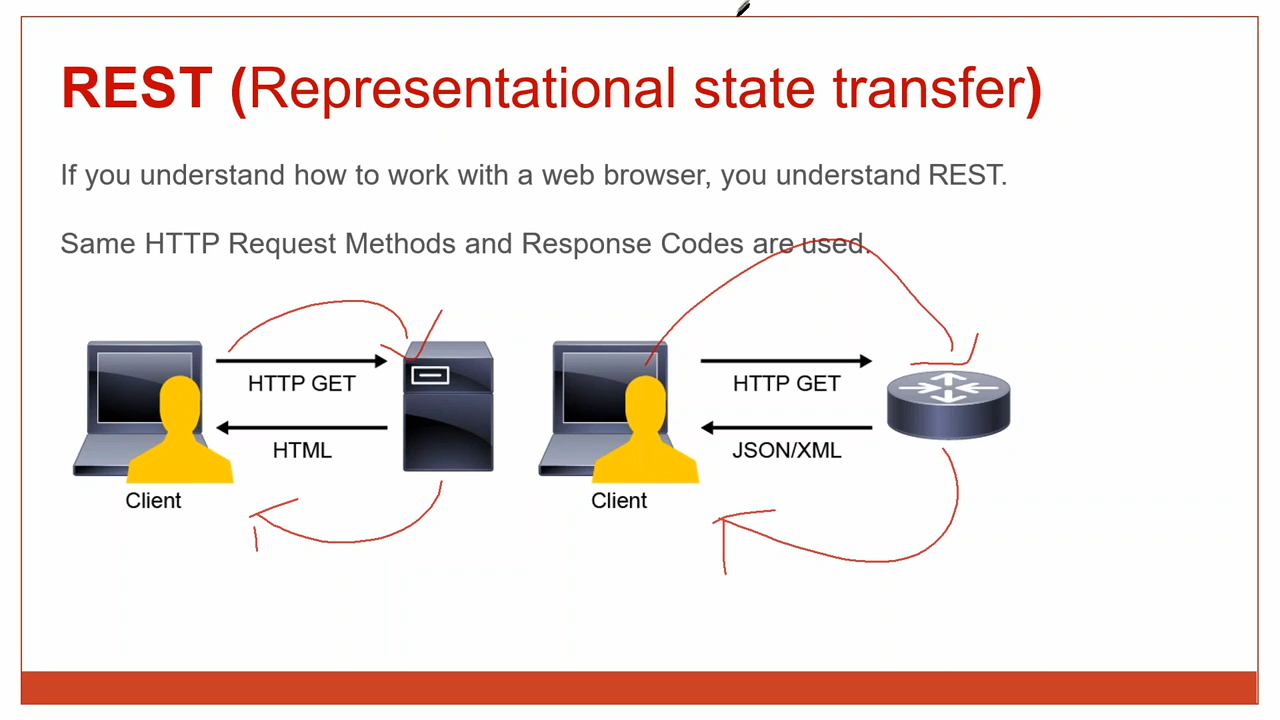 REST (Representational state transfer)
If you understand how to work with a web browser, you understand REST.
Same HTTP Request Methods and Response Codes are used.
HTTP GET
HTML
Client
HTTP GET
JSON/XML
Client